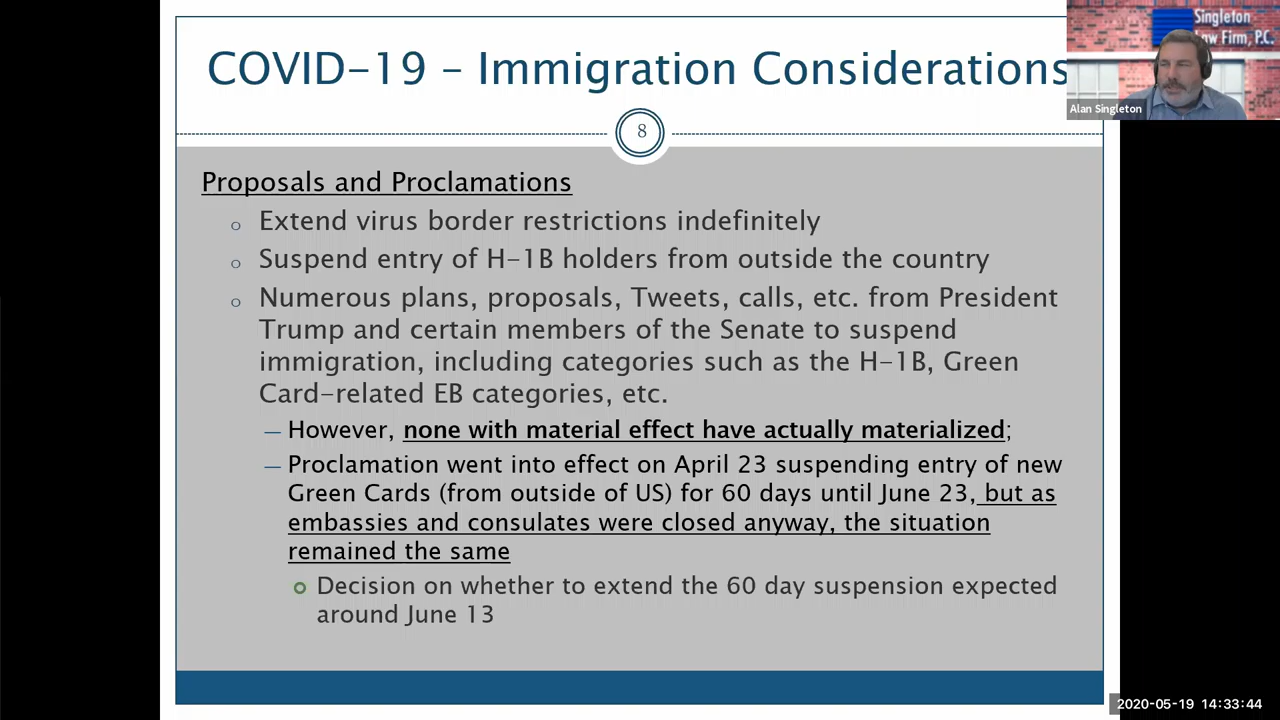 COVID-19 – Immigration Considerations
Singleton
Law Firm, P.C.
Alan Singleton
8
Proposals and Proclamations
o Extend virus border restrictions indefinitely
o Suspend entry of H-1B holders from outside the country
o Numerous plans, proposals, Tweets, calls, etc. from President
Trump and certain members of the Senate to suspend
immigration, including categories such as the H-1B, Green
Card-related EB categories, etc.
— However, none with material effect have actually materialized;
— Proclamation went into effect on April 23 suspending entry of new
Green Cards (from outside of US) for 60 days until June 23, but as
embassies and consulates were closed anyway, the situation
remained the same
o Decision on whether to extend the 60 day suspension expected
around June 13
2020-05-19 14:33:44